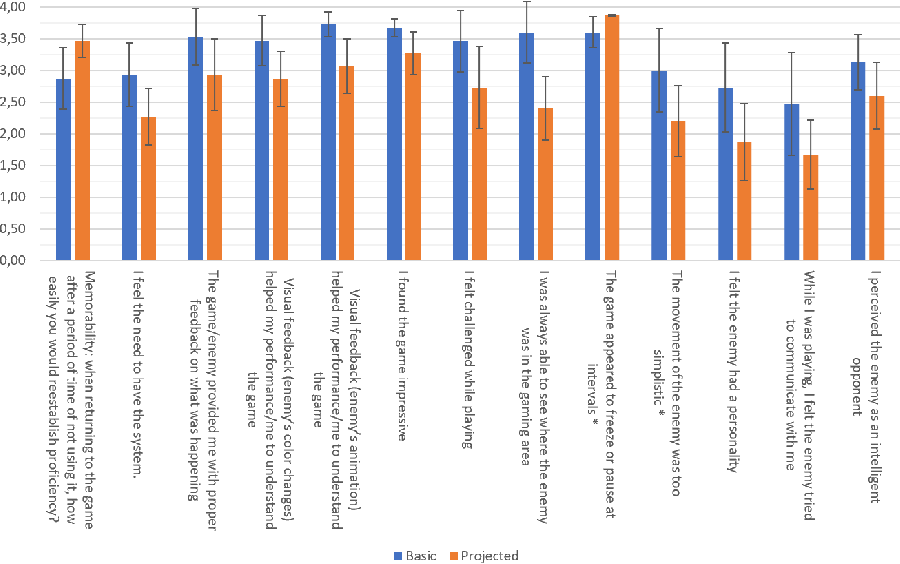 4,00
3,50
3,00
2,50
2,00
1,50
1,00
0,50
0,00
Memorability: when returning to the game
after a period of time of not using it, how
easily you would reestablish proficiency?
I feel the need to have the system.
The game/enemy provided me with proper
feedback on what was happening
Visual feedback (enemy's color changes)
helped my performance/me to understand
the game
Visual feedback (enemy's animation)
helped my performance/me to understand
the game
I found the game impressive
I felt challenged while playing
I was always able to see where the enemy
was in the gaming area
The game appeared to freeze or pause at
intervals *
The movement of the enemy was too
simplistic *
I felt the enemy had a personality
While I was playing, I felt the enemy tried
to communicate with me
I perceived the enemy as an intelligent
opponent
Basic
Projected